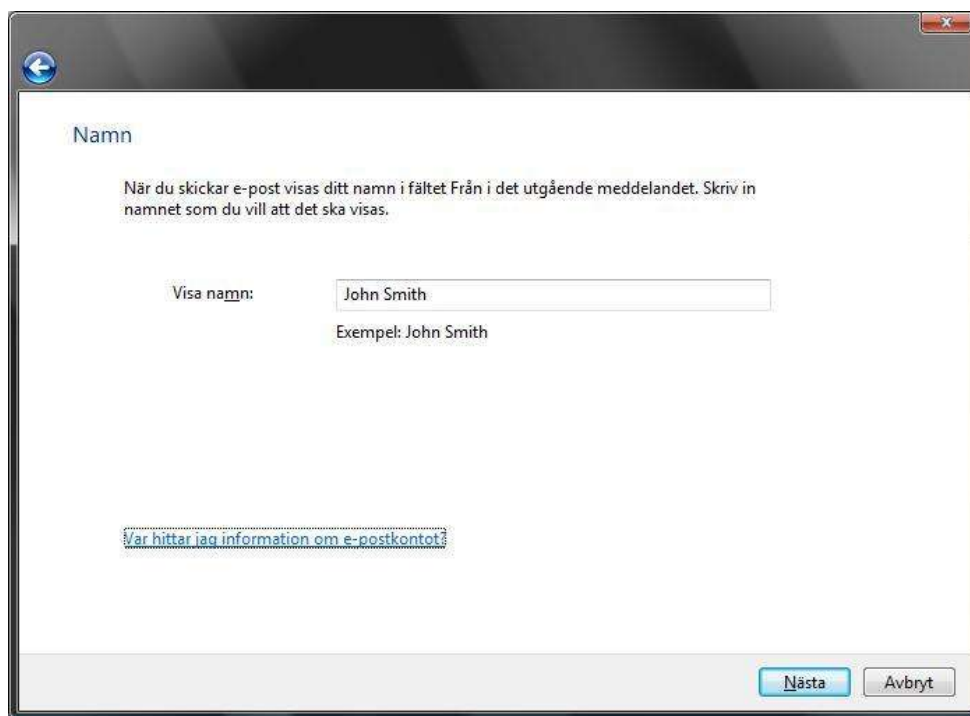 Namn
När du skickar e-post visas ditt namn i fältet Från i det utgående meddelandet. Skriv in
namnet som du vill att det ska visas.
Visa namn: John Smith
Exempel: John Smith
Var hittar jag information om e-postkontot?
Nästa Avbryt